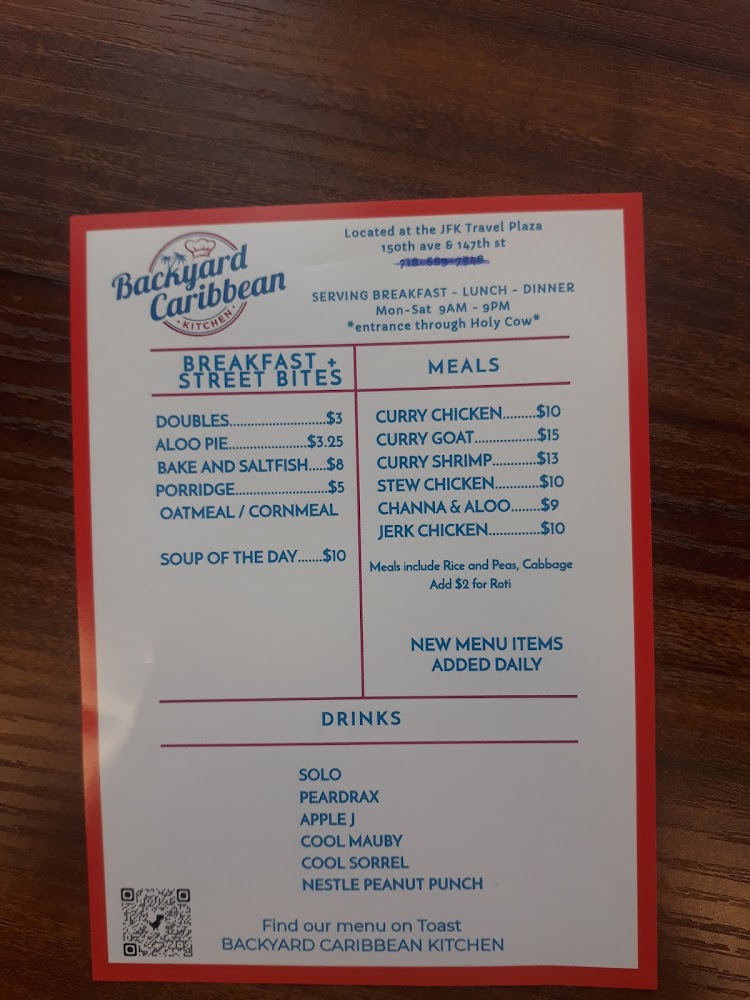 Backyard
Caribbean
KITCHEN
Located at the JFK Travel Plaza
150th ave & 147th st
SERVING BREAKFAST - LUNCH - DINNER
Mon-Sat 9AM - 9PM
*entrance through Holy Cow*
BREAKFAST +
STREET BITES
DOUBLES..............................$3
ALOO PIE......................$3.25
BAKE AND SALTFISH.....$8
PORRIDGE..........................$5
OATMEAL / CORNMEAL
SOUP OF THE DAY.......$10
MEALS
CURRY CHICKEN.........$10
CURRY GOAT.................$15
CURRY SHRIMP............$13
STEW CHICKEN............$10
CHANNA & ALOO........$9
JERK CHICKEN..............$10
Meals include Rice and Peas, Cabbage
Add $2 for Roti
NEW MENU ITEMS
ADDED DAILY
DRINKS
SOLO
PEARDRAX
APPLE J
COOL MAUBY
COOL SORREL
NESTLE PEANUT PUNCH
Find our menu on Toast
BACKYARD CARIBBEAN KITCHEN